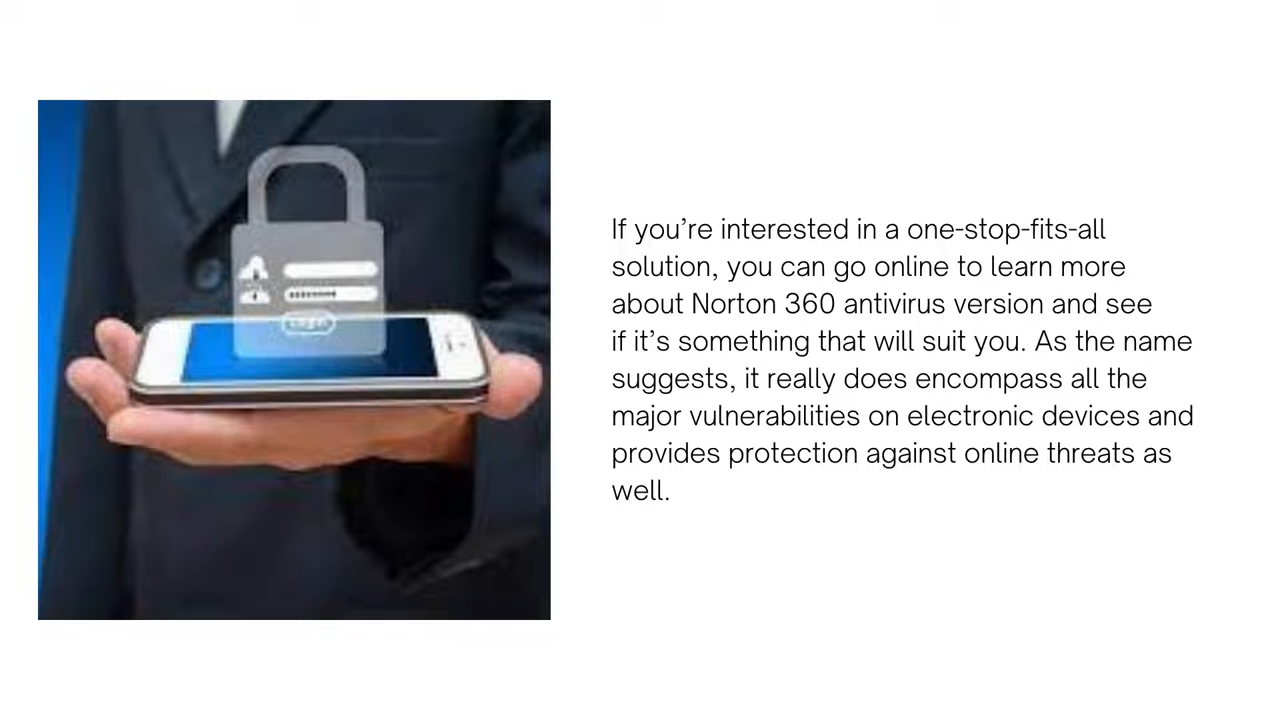 If you’re interested in a one-stop-fits-all
solution, you can go online to learn more
about Norton 360 antivirus version and see
if it’s something that will suit you. As the name
suggests, it really does encompass all the
major vulnerabilities on electronic devices and
provides protection against online threats as
well.
Login